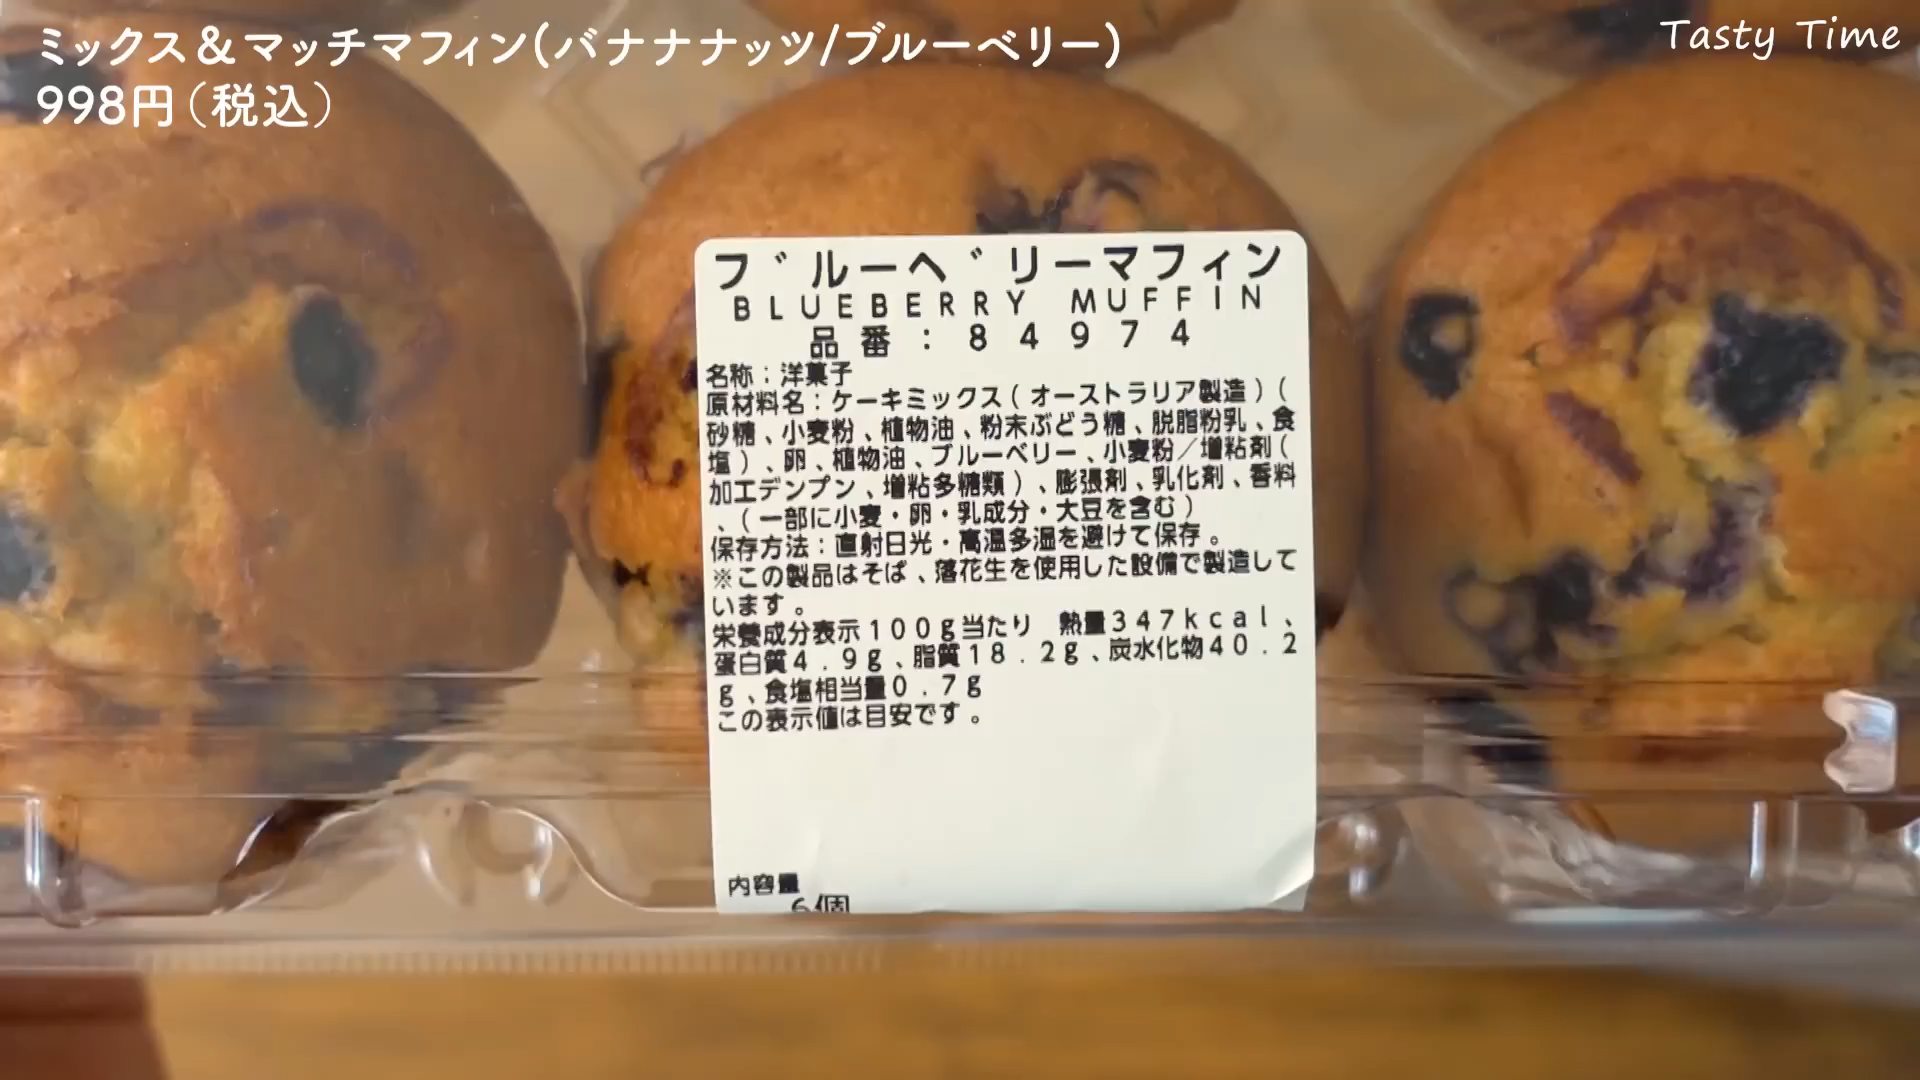 ミックス＆マッチマフィン(バナナナッツ/ブルーベリー)
998円(税込)
Tasty Time
ブルーベリーマフィン
BLUEBERRY MUFFIN
品番：84974
名称：洋菓子
原材料名：ケーキミックス(オーストラリア製造)(
砂糖、小麦粉、植物油、粉末ぶどう糖、脱脂粉乳、食
塩)、卵、植物油、ブルーベリー、小麦粉／増粘剤(
加工デンプン、増粘多糖類)、膨張剤、乳化剤、香料
、(一部に小麦・卵・乳成分・大豆を含む)
保存方法：直射日光・高温多湿を避けて保存。
※この製品はそば、落花生を使用した設備で製造して
います。
栄養成分表示100g当たり 熱量347kcal、
蛋白質4.9g、脂質18.2g、炭水化物40.2
g、食塩相当量0.7g
この表示値は目安です。
内容量
6個